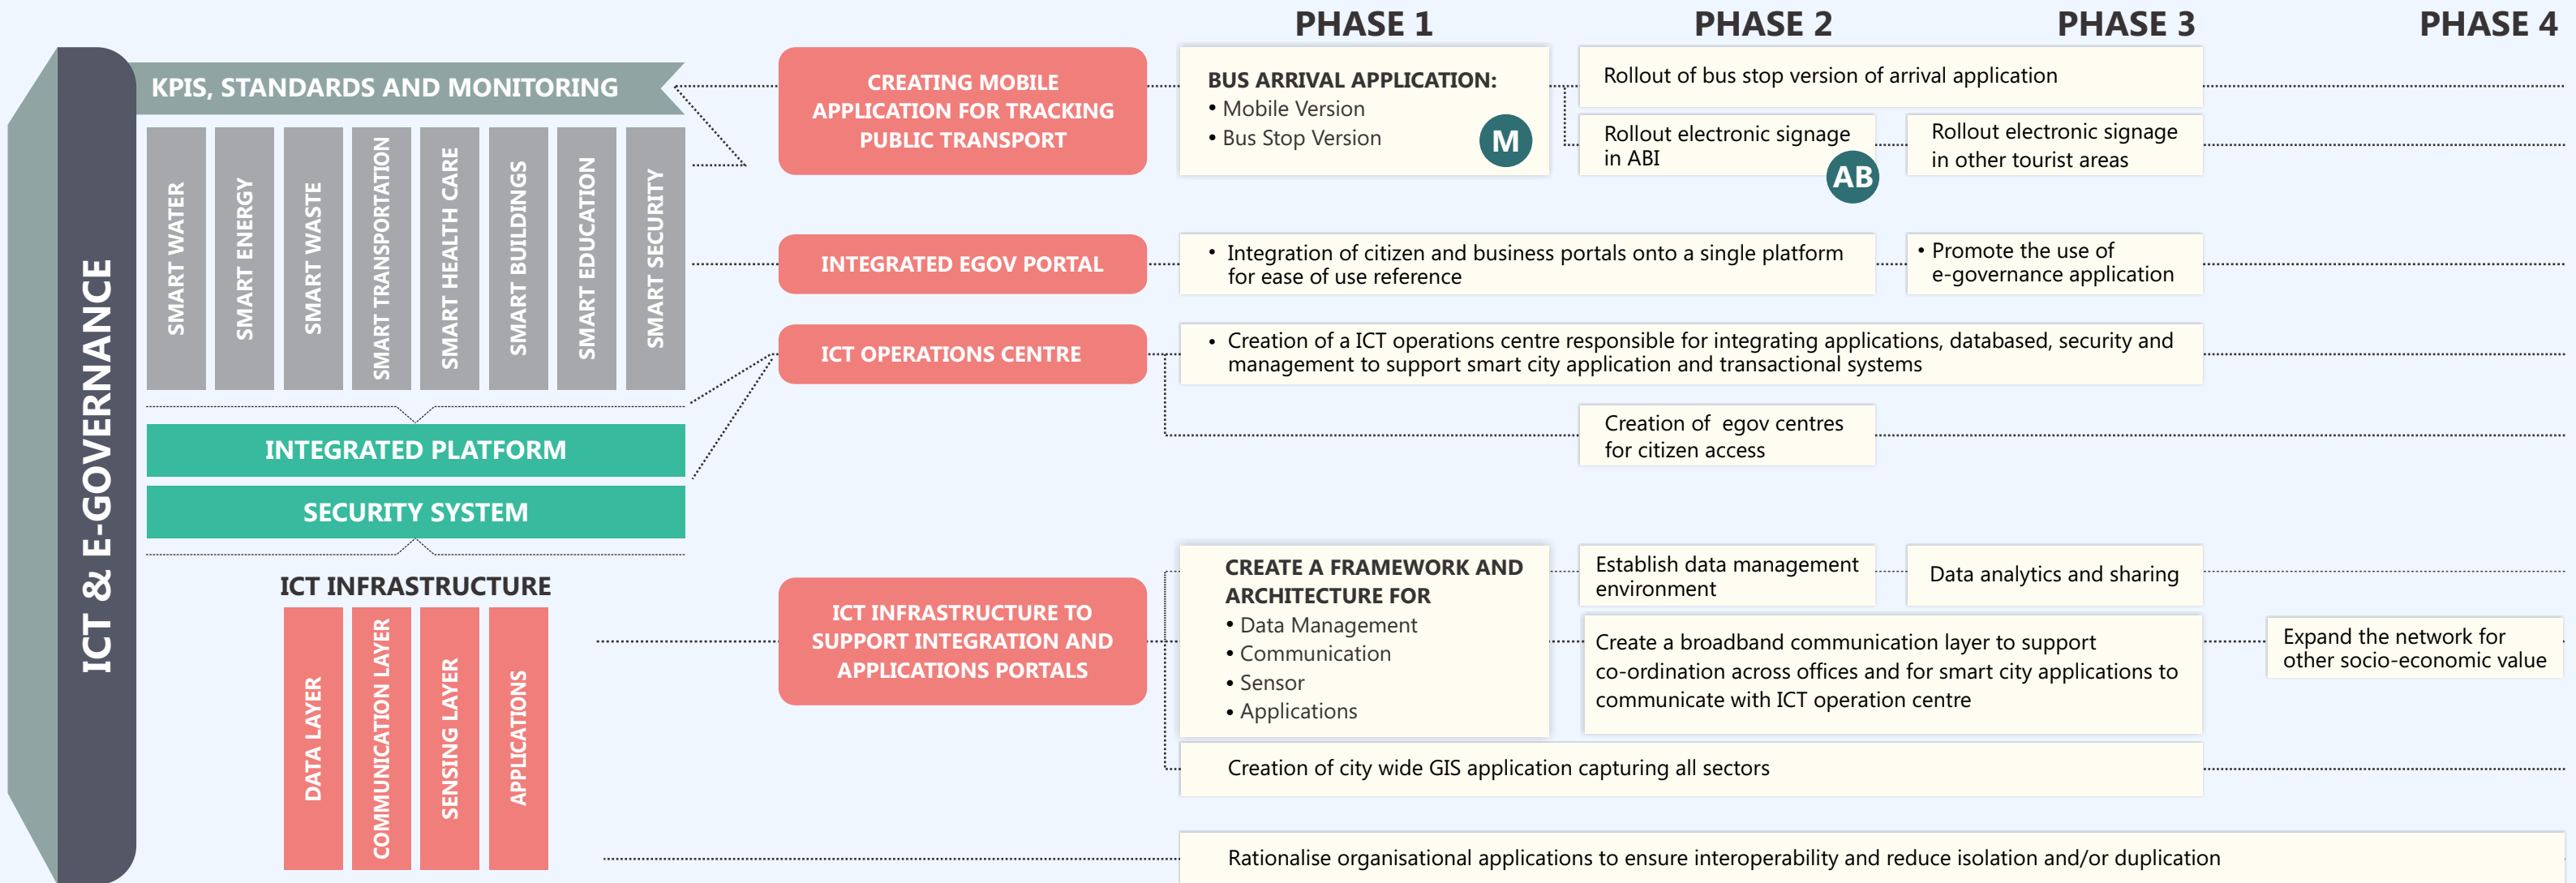 PHASE 1
PHASE 2
PHASE 3
PHASE 4
ICT & E-GOVERNANCE
KPIS, STANDARDS AND MONITORING
SMART WATER
SMART ENERGY
SMART WASTE
SMART TRANSPORTATION
SMART HEALTH CARE
SMART BUILDINGS
SMART EDUCATION
SMART SECURITY
INTEGRATED PLATFORM
SECURITY SYSTEM
ICT INFRASTRUCTURE
DATA LAYER
COMMUNICATION LAYER
SENSING LAYER
APPLICATIONS
CREATING MOBILE
APPLICATION FOR TRACKING
PUBLIC TRANSPORT
BUS ARRIVAL APPLICATION:
• Mobile Version
• Bus Stop Version
M
Rollout of bus stop version of arrival application
Rollout electronic signage
in ABI
AB
Rollout electronic signage
in other tourist areas
INTEGRATED EGOV PORTAL
• Integration of citizen and business portals onto a single platform
for ease of use reference
• Promote the use of
e-governance application
ICT OPERATIONS CENTRE
• Creation of a ICT operations centre responsible for integrating applications, databased, security and
management to support smart city application and transactional systems
Creation of egov centres
for citizen access
ICT INFRASTRUCTURE TO
SUPPORT INTEGRATION AND
APPLICATIONS PORTALS
CREATE A FRAMEWORK AND
ARCHITECTURE FOR
• Data Management
• Communication
• Sensor
• Applications
Establish data management
environment
Data analytics and sharing
Create a broadband communication layer to support
co-ordination across offices and for smart city applications to
communicate with ICT operation centre
Expand the network for
other socio-economic value
Creation of city wide GIS application capturing all sectors
Rationalise organisational applications to ensure interoperability and reduce isolation and/or duplication